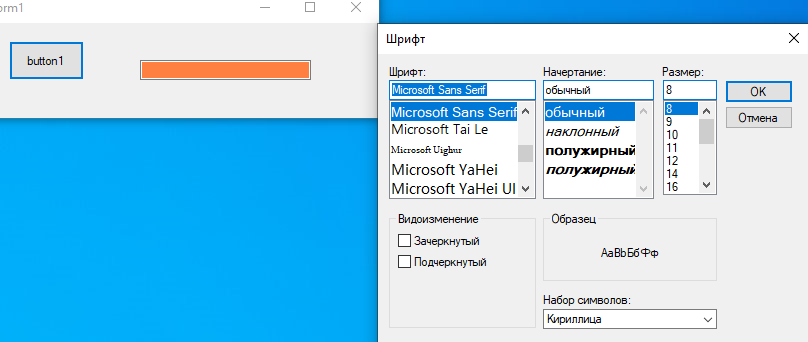 orm1
button1
Шрифт
Шрифт:
Microsoft Sans Serif
Microsoft Sans Serif
Microsoft Tai Le
Microsoft Uighur
Microsoft YaHei
Microsoft YaHei UI
Начертание:
обычный
обычный
наклонный
полужирный
полужирный
Размер:
8
8
9
10
11
12
14
16
OK
Отмена
Видоизменение
Зачеркнутый
Подчеркнутый
Образец
АаВbБбФф
Набор символов:
Кириллица